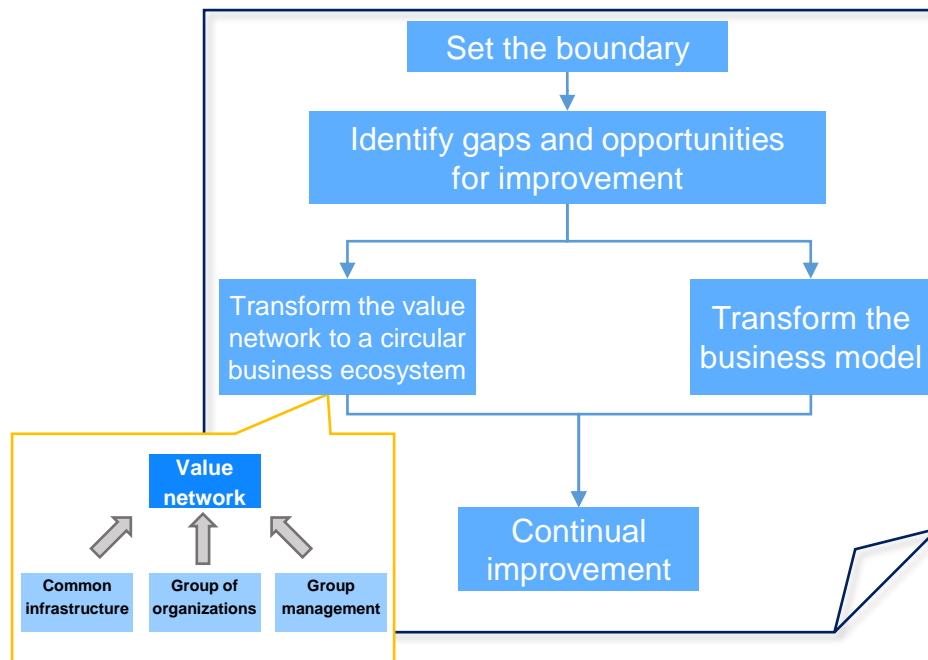 Set the boundary
Identify gaps and opportunities
for improvement
Transform the value
network to a circular
business ecosystem
Transform the
business model
Value
network
Common
infrastructure
Group of
organizations
Group
management
Continual
improvement